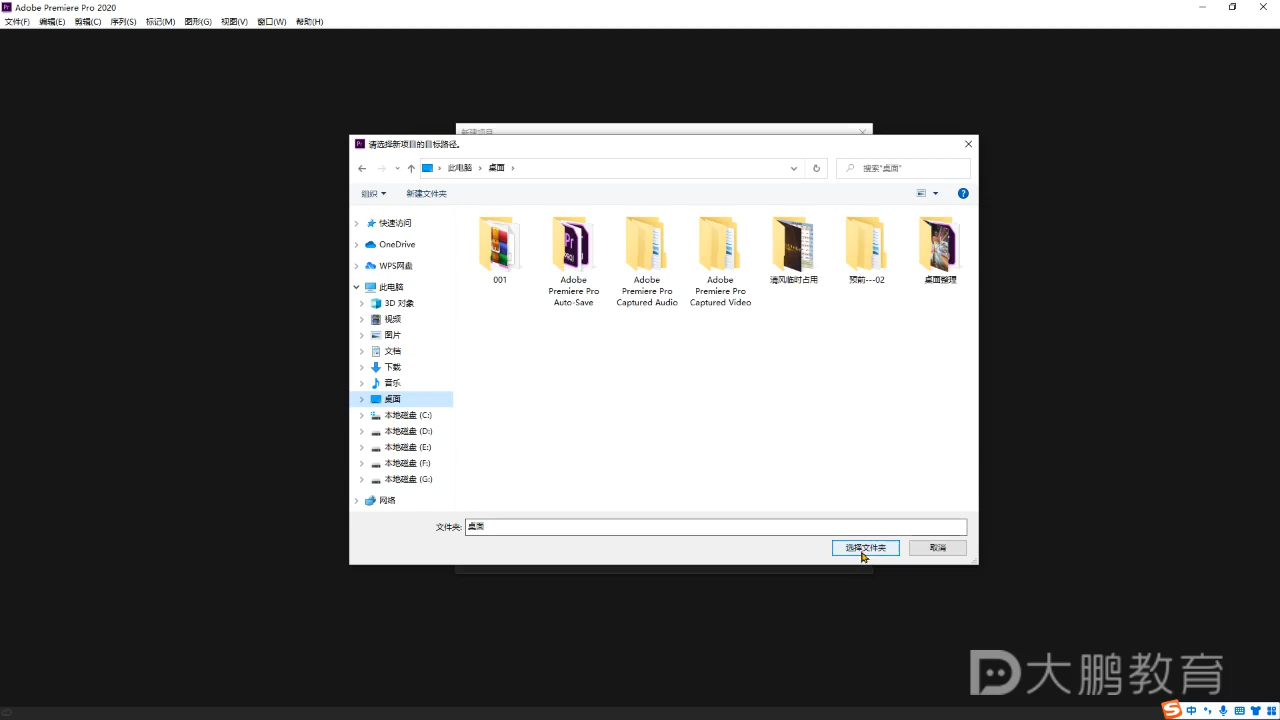 Adobe Premiere Pro 2020
文件(F) 编辑(E) 剪辑(C) 序列(S) 标记(M) 图形(G) 视图(V) 窗口(W) 帮助(H)
新建项目
请选择新项目的目标路径。
此电脑 > 桌面 >
搜索"桌面"
组织 新建文件夹
快速访问
OneDrive
WPS网盘
此电脑
3D 对象
视频
图片
文档
下载
音乐
桌面
本地磁盘 (C:)
本地磁盘 (D:)
本地磁盘 (E:)
本地磁盘 (F:)
本地磁盘 (G:)
网络
001
Adobe
Premiere Pro
Auto-Save
Adobe
Premiere Pro
Captured Audio
Adobe
Premiere Pro
Captured Video
清风临时占用
预前---02
桌面整理
文件夹: 桌面
选择文件夹 取消
大鹏教育
中